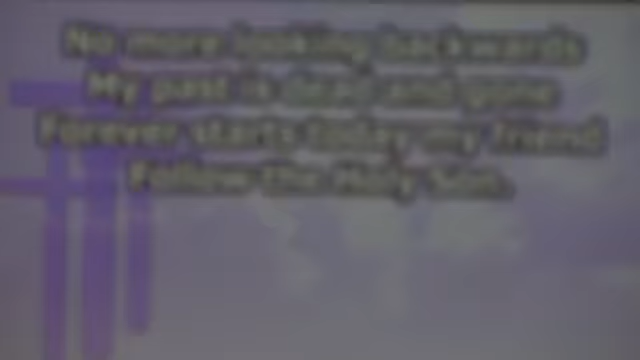 No more looking backwards
My past is dead and gone
Forever starts today my friend
Follow the Holy Son.